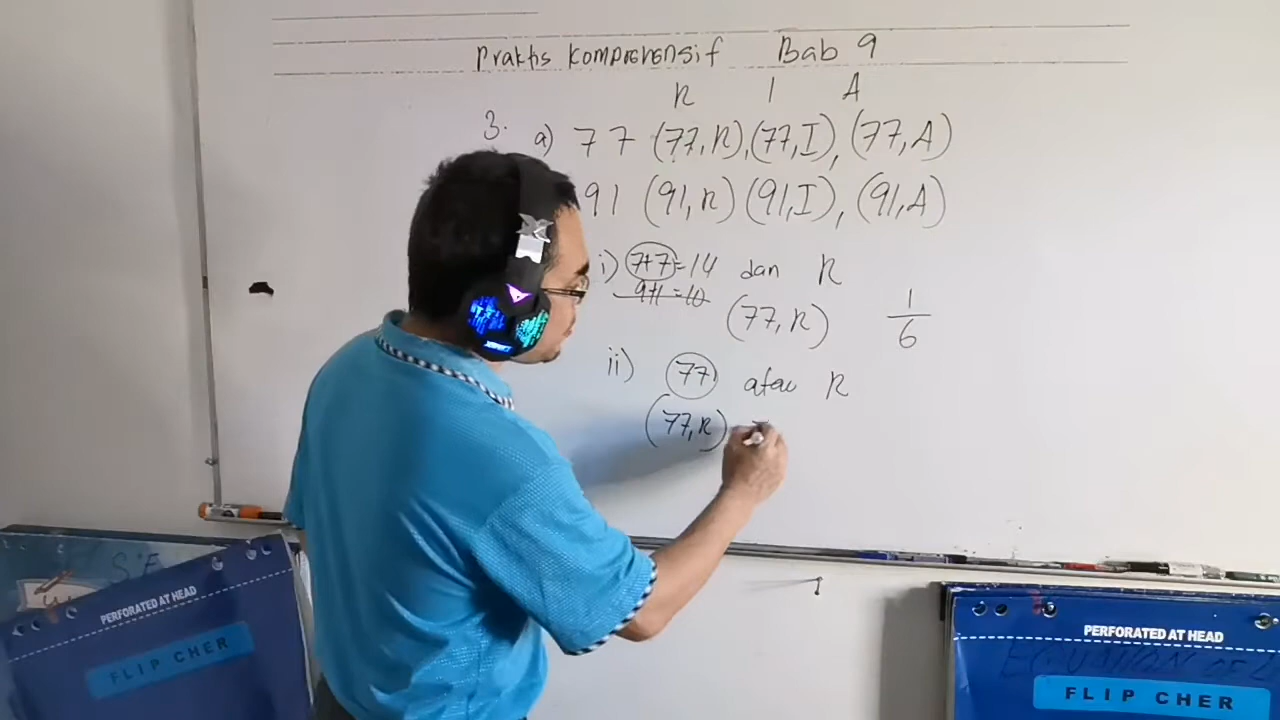 Praktis Komprehensif Bab 9
R I A
3. a) 77 (77, R), (77, I), (77, A)
91 (91, R) (91, I), (91, A)
i) 7+7 = 14 dan R
9+1 = 10
(77, R) 1/6
ii) 77 atau R
(77, R)
PERFORATED AT HEAD
FLIP CHER
PERFORATED AT HEAD
FLIP CHER